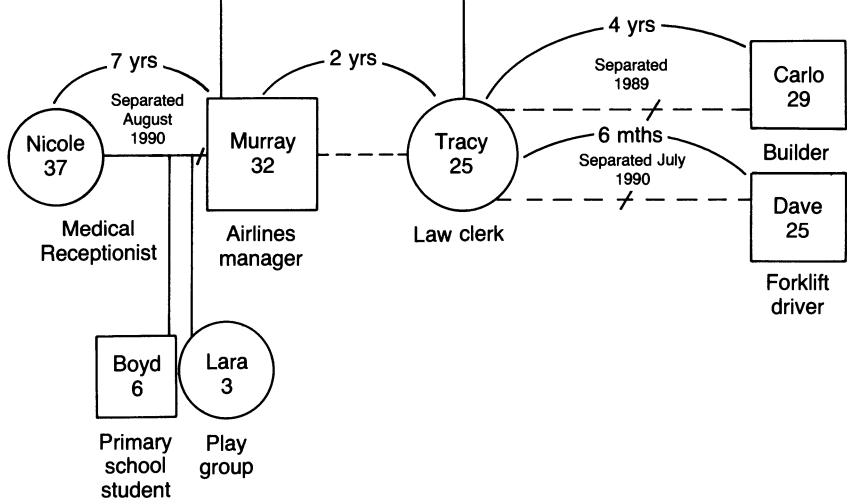 4 yrs
7 yrs
2 yrs
Separated
1989
Carlo
29
Separated
August
1990
Nicole
37
Murray
32
Tracy
25
6 mths
Builder
Separated July
1990
Medical
Receptionist
Airlines
manager
Law clerk
Dave
25
Forklift
driver
Boyd
6
Lara
3
Primary
school
student
Play
group